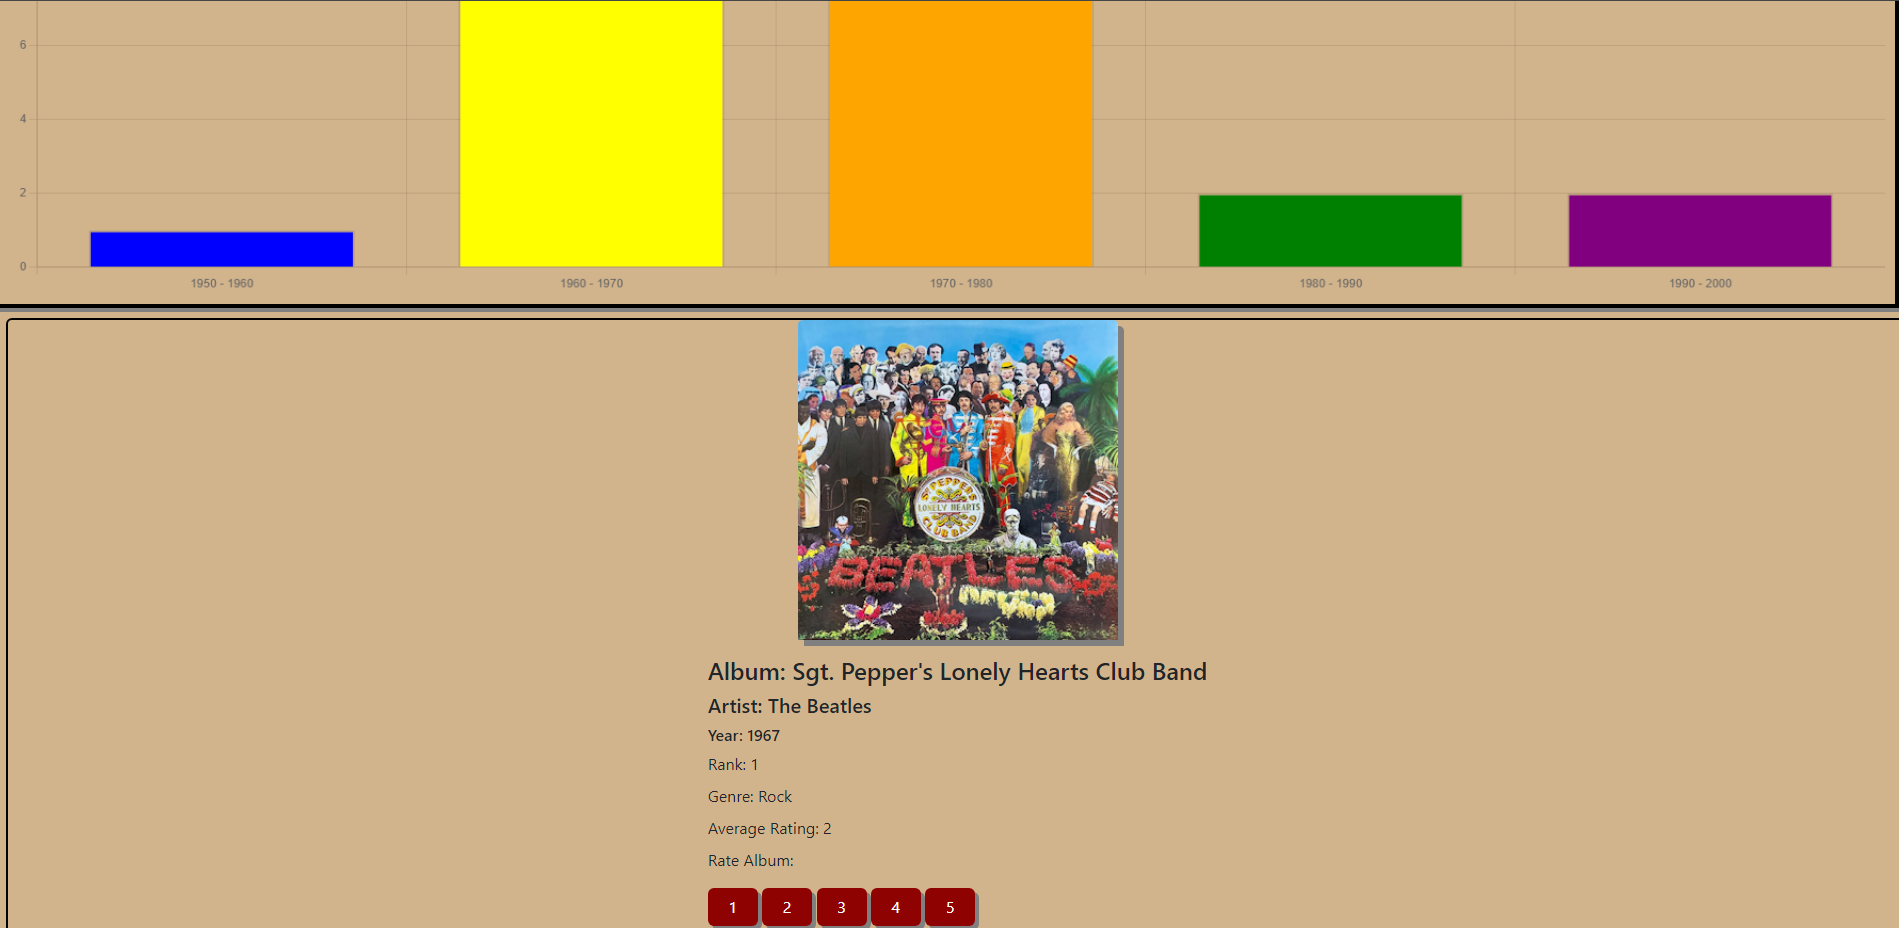 6
4
2
0
1950 - 1960 1960 - 1970 1970 - 1980 1980 - 1990 1990 - 2000
SGT. PEPPERS
LONELY HEARTS
CLUB BAND
BEATLES
Album: Sgt. Pepper's Lonely Hearts Club Band
Artist: The Beatles
Year: 1967
Rank: 1
Genre: Rock
Average Rating: 2
Rate Album:
1 2 3 4 5